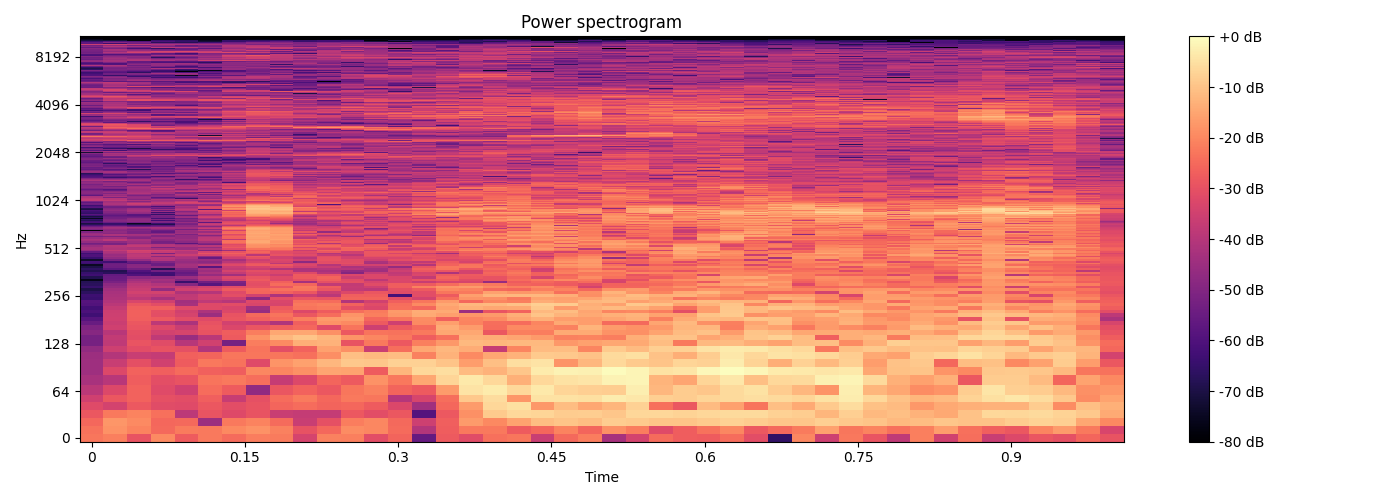 Power spectrogram
Hz
8192
4096
2048
1024
512
256
128
64
0
0 0.15 0.3 0.45 0.6 0.75 0.9
Time
+0 dB
-10 dB
-20 dB
-30 dB
-40 dB
-50 dB
-60 dB
-70 dB
-80 dB